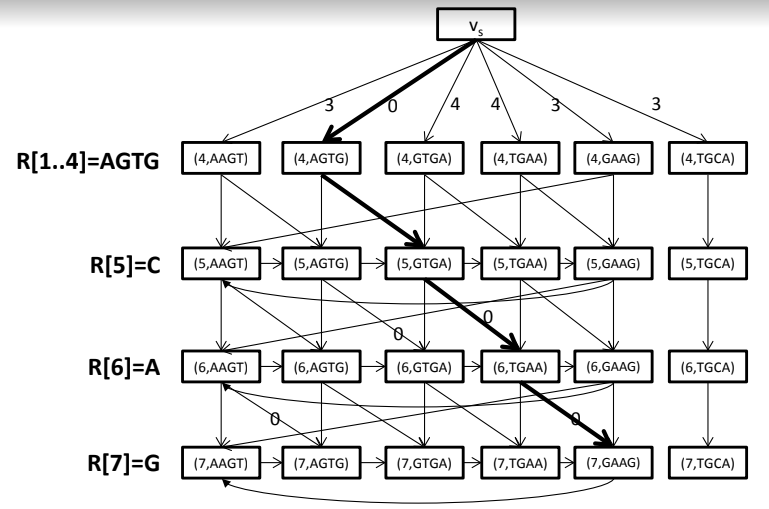 vs
3 0 4 4 3 3
R[1..4]=AGTG (4,AAGT) (4,AGTG) (4,GTGA) (4,TGAA) (4,GAAG) (4,TGCA)
R[5]=C (5,AAGT) (5,AGTG) (5,GTGA) (5,TGAA) (5,GAAG) (5,TGCA)
0 0
R[6]=A (6,AAGT) (6,AGTG) (6,GTGA) (6,TGAA) (6,GAAG) (6,TGCA)
0 0
R[7]=G (7,AAGT) (7,AGTG) (7,GTGA) (7,TGAA) (7,GAAG) (7,TGCA)